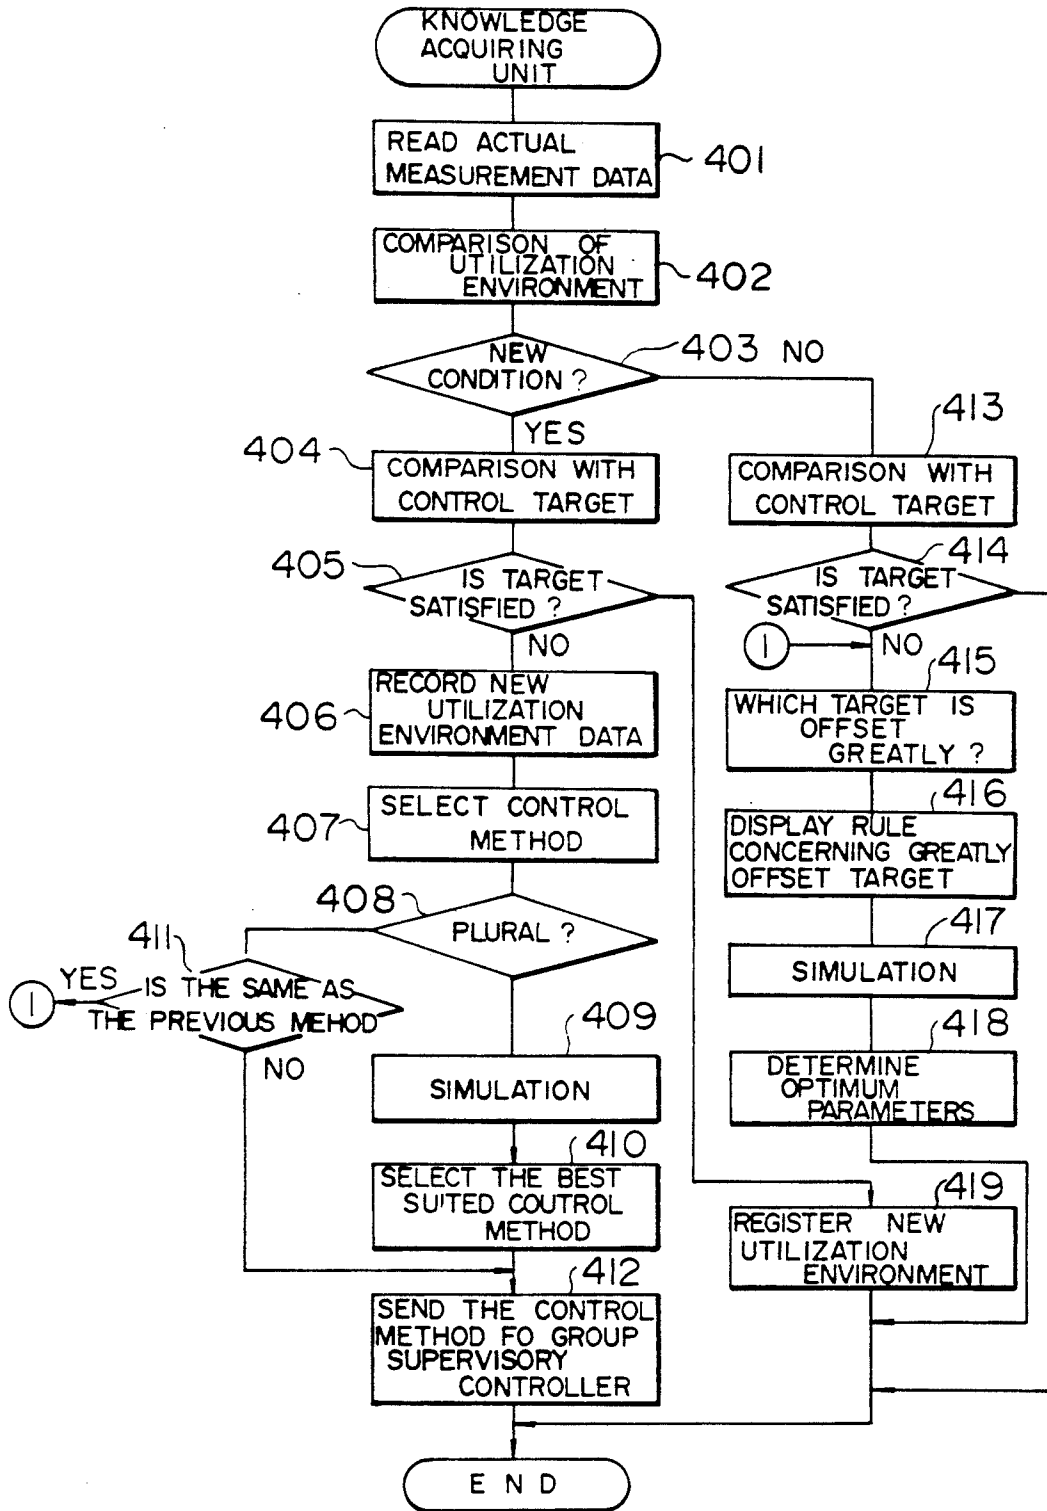 KNOWLEDGE
ACQUIRING
UNIT
READ ACTUAL
MEASUREMENT DATA
401
COMPARISON OF
UTILIZATION
ENVIRONMENT
402
NEW
CONDITION ?
403
NO
YES
404
COMPARISON WITH
CONTROL TARGET
405
IS TARGET
SATISFIED ?
NO
406
RECORD NEW
UTILIZATION
ENVIRONMENT DATA
407
SELECT CONTROL
METHOD
408
PLURAL ?
411
YES
1
IS THE SAME AS
THE PREVIOUS MEHOD
NO
409
SIMULATION
410
SELECT THE BEST
SUITED COUTROL
METHOD
412
SEND THE CONTROL
METHOD FO GROUP
SUPERVISORY
CONTROLLER
413
COMPARISON WITH
CONTROL TARGET
414
IS TARGET
SATISFIED ?
1
NO
415
WHICH TARGET IS
OFFSET
GREATLY ?
416
DISPLAY RULE
CONCERNING GREATLY
OFFSET TARGET
417
SIMULATION
418
DETERMINE
OPTIMUM
PARAMETERS
419
REGISTER NEW
UTILIZATION
ENVIRONMENT
END